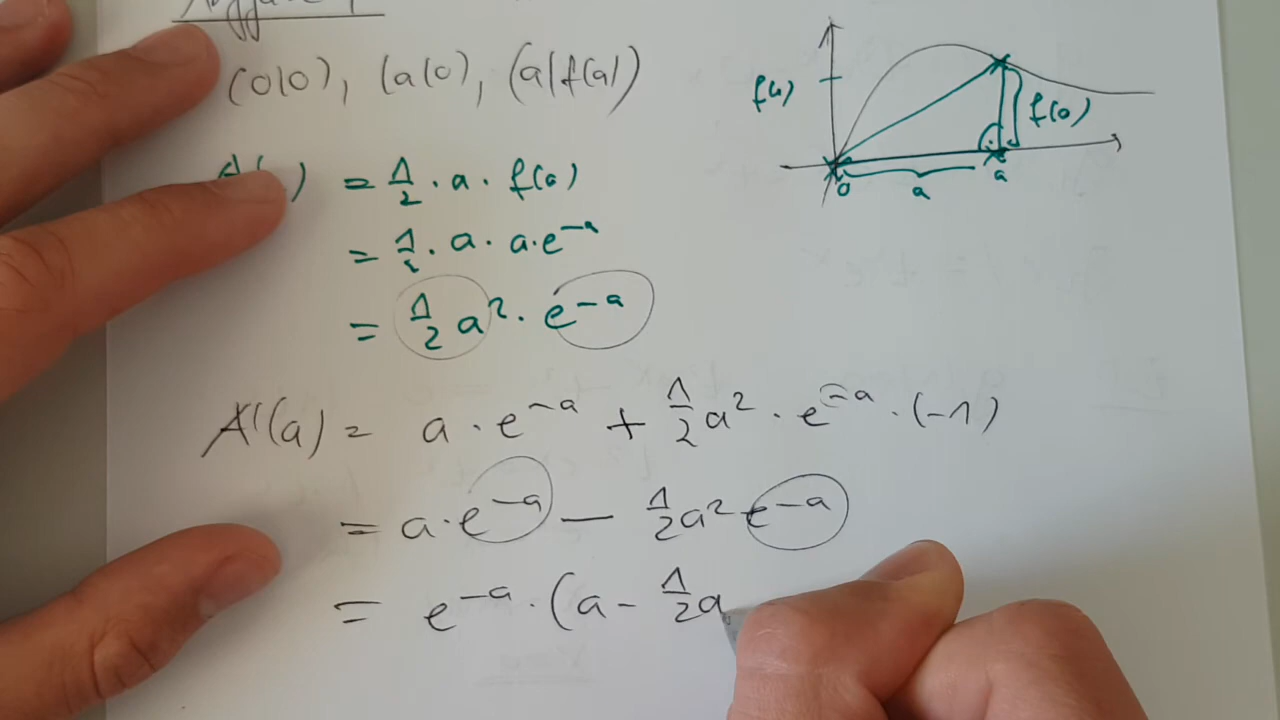 (0|0), (a|0), (a|f(a))
f(a)
f(a)
0 a a
= 1/2 · a · f(a)
= 1/2 · a · a·e^-a
= 1/2 a² · e^-a
A'(a) = a · e^-a + 1/2 a² · e^-a · (-1)
= a · e^-a - 1/2 a² e^-a
= e^-a · (a - 1/2 a